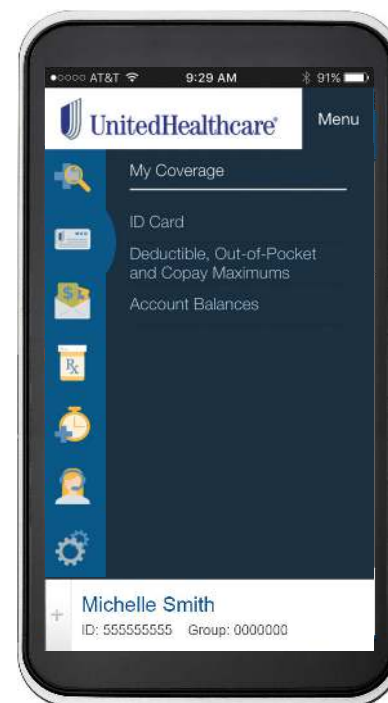 AT&T 9:29 AM 91%
UnitedHealthcare® Menu
My Coverage
ID Card
Deductible, Out-of-Pocket
and Copay Maximums
Account Balances
$
Rx
+ Michelle Smith
ID: 555555555 Group: 0000000